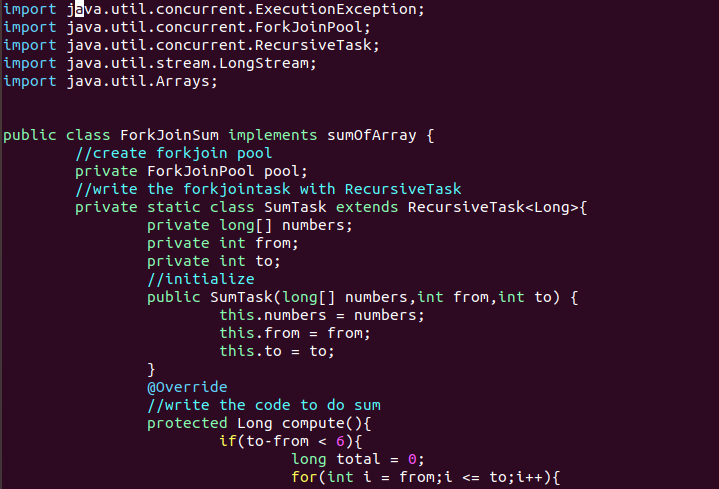 import java.util.concurrent.ExecutionException;
import java.util.concurrent.ForkJoinPool;
import java.util.concurrent.RecursiveTask;
import java.util.stream.LongStream;
import java.util.Arrays;

public class ForkJoinSum implements sumOfArray {
        //create forkjoin pool
        private ForkJoinPool pool;
        //write the forkjointask with RecursiveTask
        private static class SumTask extends RecursiveTask<Long>{
                private long[] numbers;
                private int from;
                private int to;
                //initialize
                public SumTask(long[] numbers,int from,int to) {
                        this.numbers = numbers;
                        this.from = from;
                        this.to = to;
                }
                @Override
                //write the code to do sum
                protected Long compute(){
                        if(to-from < 6){
                                long total = 0;
                                for(int i = from;i <= to;i++){